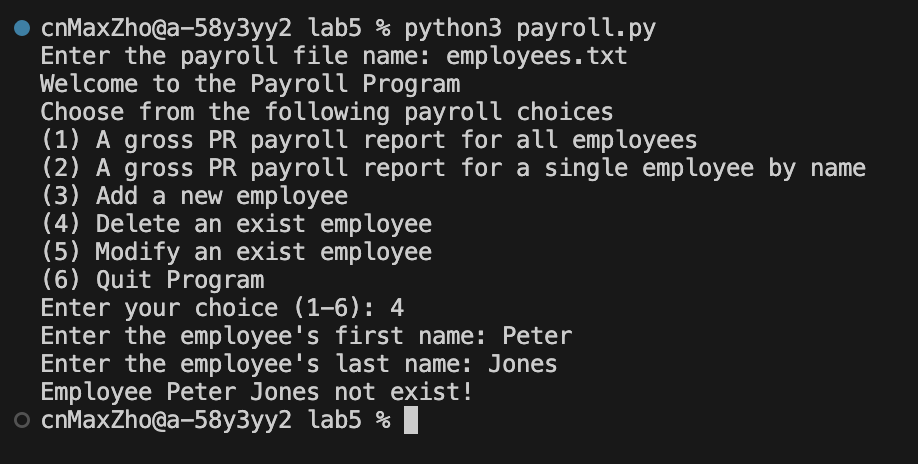 cnMaxZho@a-58y3yy2 lab5 % python3 payroll.py
Enter the payroll file name: employees.txt
Welcome to the Payroll Program
Choose from the following payroll choices
(1) A gross PR payroll report for all employees
(2) A gross PR payroll report for a single employee by name
(3) Add a new employee
(4) Delete an exist employee
(5) Modify an exist employee
(6) Quit Program
Enter your choice (1-6): 4
Enter the employee's first name: Peter
Enter the employee's last name: Jones
Employee Peter Jones not exist!
cnMaxZho@a-58y3yy2 lab5 %